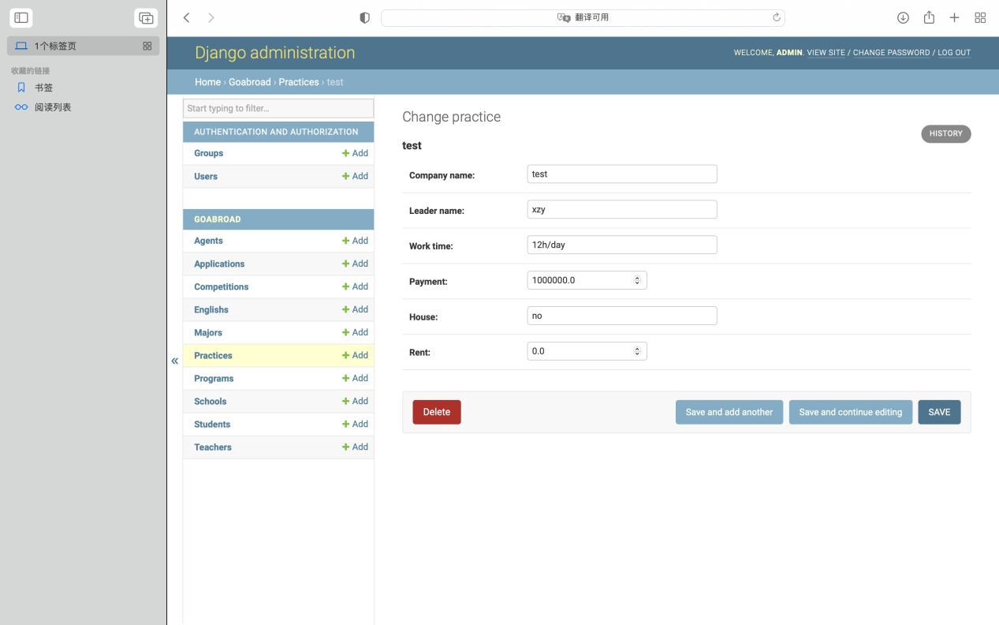 1个标签页
收藏的链接
书签
阅读列表
翻译可用
Django administration
WELCOME, ADMIN. VIEW SITE / CHANGE PASSWORD / LOG OUT
Home › Goabroad › Practices › test
Start typing to filter...
AUTHENTICATION AND AUTHORIZATION
Groups + Add
Users + Add
GOABROAD
Agents + Add
Applications + Add
Competitions + Add
Englishs + Add
Majors + Add
Practices + Add
Programs + Add
Schools + Add
Students + Add
Teachers + Add
«
Change practice
HISTORY
test
Company name: test
Leader name: xzy
Work time: 12h/day
Payment: 1000000.0
House: no
Rent: 0.0
Delete Save and add another Save and continue editing SAVE